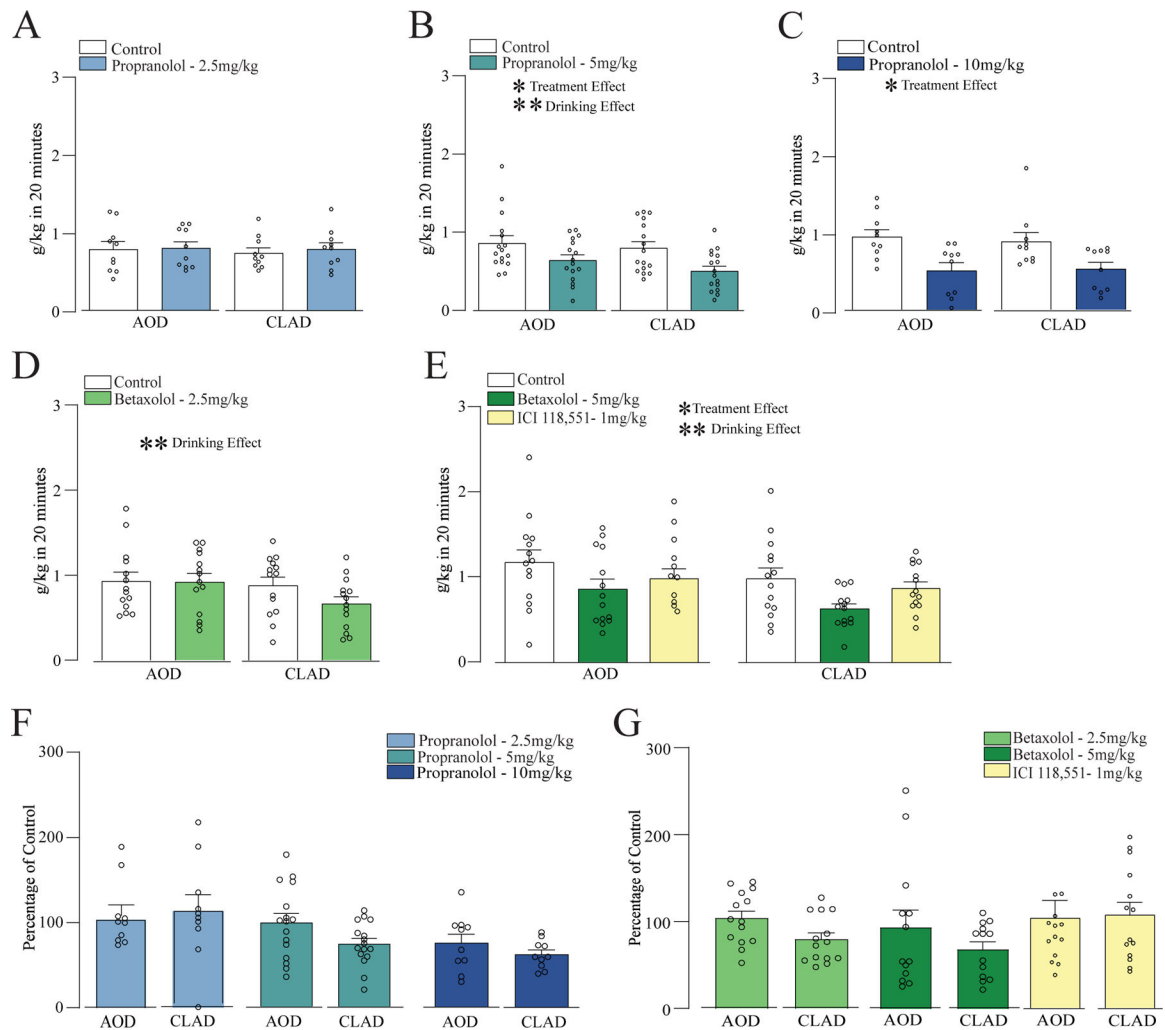 A
Control
Propranolol - 2.5mg/kg
3
2
1
0
g/kg in 20 minutes
AOD
CLAD
B
Control
Propranolol - 5mg/kg
* Treatment Effect
** Drinking Effect
3
2
1
0
g/kg in 20 minutes
AOD
CLAD
C
Control
Propranolol - 10mg/kg
* Treatment Effect
3
2
1
0
g/kg in 20 minutes
AOD
CLAD
D
Control
Betaxolol - 2.5mg/kg
** Drinking Effect
3
2
1
0
g/kg in 20 minutes
AOD
CLAD
E
Control
Betaxolol - 5mg/kg
ICI 118,551- 1mg/kg
*Treatment Effect
** Drinking Effect
3
2
1
0
g/kg in 20 minutes
AOD
CLAD
F
Propranolol - 2.5mg/kg
Propranolol - 5mg/kg
Propranolol - 10mg/kg
300
200
100
0
Percentage of Control
AOD
CLAD
AOD
CLAD
AOD
CLAD
G
Betaxolol - 2.5mg/kg
Betaxolol - 5mg/kg
ICI 118,551- 1mg/kg
300
200
100
0
Percentage of Control
AOD
CLAD
AOD
CLAD
AOD
CLAD